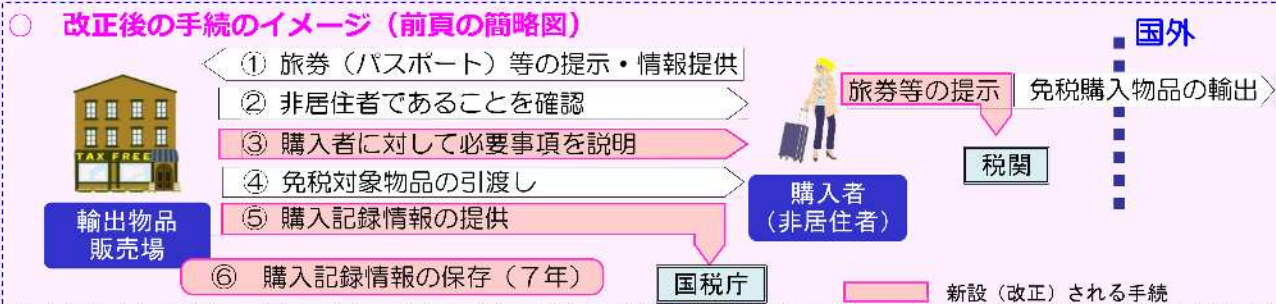 ○ 改正後の手続のイメージ（前頁の簡略図）
国外
① 旅券（パスポート）等の提示・情報提供
② 非居住者であることを確認
旅券等の提示
免税購入物品の輸出
③ 購入者に対して必要事項を説明
TAX FREE
税関
④ 免税対象物品の引渡し
購入者
（非居住者）
⑤ 購入記録情報の提供
輸出物品
販売場
⑥ 購入記録情報の保存（７年）
国税庁
新設（改正）される手続